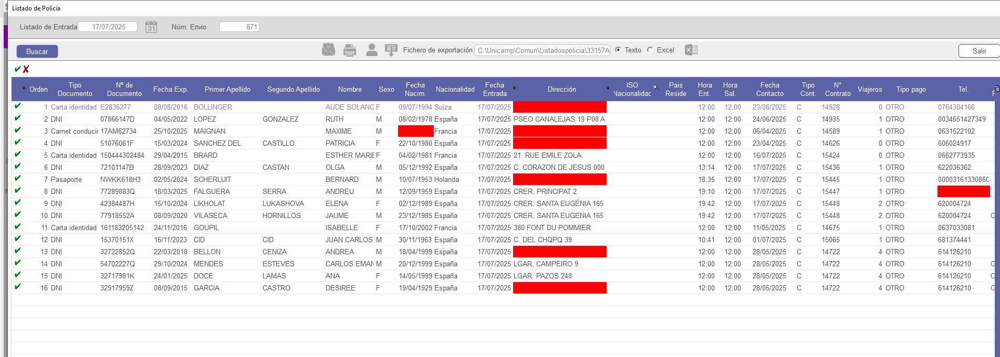 Listado de Policía
Listado de Entrada 17/07/2025 31 Núm. Envio 871
Buscar Fichero de exportación C:\Unicamp\Comun\Listadospolicia\33157A Texto Excel Salir
Orden Tipo Documento Nº de Documento Fecha Exp. Primer Apellido Segundo Apellido Nombre Sexo Fecha Nacim. Nacionalidad Fecha Entrada Dirección ISO Nacionalidad Pais Reside Hora Ent. Hora Sal. Fecha Contacto Tipo Cont. N° Contrato Viajeros Tipo pago Tel.
1 Carta identidad E2836277 08/08/2016 BOLLINGER AUDE SOLANG F 09/07/1994 Suiza 17/07/2025 12:00 12:00 23/06/2025 C 14928 0 OTRO 0764304166
2 DNI 07866147D 04/05/2022 LOPEZ GONZALEZ RUTH M 08/02/1978 España 17/07/2025 PSEO CANALEJAS 19 P08 A 12:00 12:00 24/06/2025 C 14935 1 OTRO 0034651427349
3 Carnet conducir 17AM62734 25/10/2025 MAIGNAN MAXIME M Francia 17/07/2025 12:00 12:00 06/04/2025 C 14589 1 OTRO 0631522102
4 DNI 51076061F 15/03/2024 SANCHEZ DEL CASTILLO PATRICIA F 22/10/1980 España 17/07/2025 12:00 12:00 23/04/2025 C 14626 0 OTRO 606024917
5 Carta identidad 150444302484 29/04/2015 BRARD ESTHER MARIE F 04/02/1981 Francia 17/07/2025 21. RUE EMILE ZOLA 12:00 12:00 16/07/2025 C 15424 0 OTRO 0662773935
6 DNI 72101147B 28/09/2023 DIAZ CASTAN OLGA M 05/12/1992 España 17/07/2025 C. CORAZON DE JESUS 000 13:14 12:00 17/07/2025 C 15436 1 OTRO 622036362
7 Pasaporte NWKK618H3 02/05/2024 SCHERLUIT BERNARD M 10/07/1953 Holanda 17/07/2025 18:35 12:00 17/07/2025 C 15445 1 OTRO 00003161330860
8 DNI 77289883Q 18/03/2025 FALGUERA SERRA ANDREU M 12/09/1959 España 17/07/2025 CRER. PRINCIPAT 2 19:10 12:00 17/07/2025 C 15447 1 OTRO
9 DNI 42384487H 15/10/2024 LIKHOLAT LUKASHOVA ELENA F 02/12/1989 España 17/07/2025 CRER. SANTA EUGÉNIA 165 19:42 12:00 17/07/2025 C 15448 2 OTRO 620004724
10 DNI 77918552A 08/09/2020 VILASECA HORNILLOS JAUME M 23/12/1985 España 17/07/2025 CRER. SANTA EUGENIA 165 19:42 12:00 17/07/2025 C 15448 2 OTRO 620004724
11 Carta identidad 161183205142 24/11/2016 GOUPIL ISABELLE F 17/10/2002 Francia 17/07/2025 380 FONT DU POMMIER 12:00 12:00 11/05/2025 C 14675 1 OTRO 0637033081
12 DNI 15370151X 16/11/2023 CID CID JUAN CARLOS M 30/11/1963 España 17/07/2025 C. DEL CHQPQ 39 10:41 12:00 01/07/2025 C 15065 1 OTRO 681374441
13 DNI 32722852Q 22/03/2018 BELLON CENIZA ANDREA M 18/04/1999 España 17/07/2025 12:00 12:00 28/05/2025 C 14722 4 OTRO 614126210
14 DNI 54702227Q 29/10/2024 MENDES ESTEVES CARLOS EMAN M 20/12/1999 España 17/07/2025 LGAR. CAMPEIRO 9 12:00 12:00 28/05/2025 C 14722 4 OTRO 614126210
15 DNI 32717981K 24/01/2025 DOCE LAMAS ANA F 14/05/1999 España 17/07/2025 LGAR. PAZOS 248 12:00 12:00 28/05/2025 C 14722 4 OTRO 614126210
16 DNI 32917959Z 08/09/2015 GARCIA CASTRO DESIREE F 19/04/1929 España 17/07/2025 12:00 12:00 28/05/2025 C 14722 4 OTRO 614126210